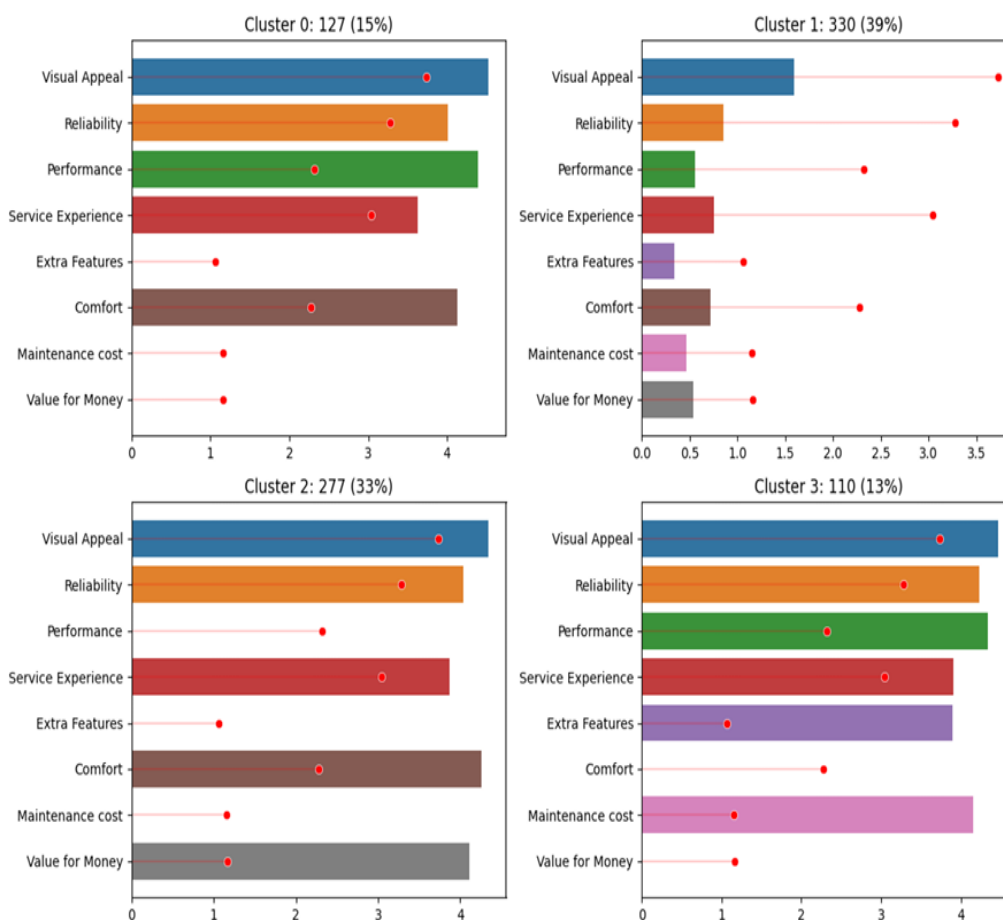 Cluster 0: 127 (15%)
Visual Appeal
Reliability
Performance
Service Experience
Extra Features
Comfort
Maintenance cost
Value for Money
0 1 2 3 4
Cluster 1: 330 (39%)
Visual Appeal
Reliability
Performance
Service Experience
Extra Features
Comfort
Maintenance cost
Value for Money
0.0 0.5 1.0 1.5 2.0 2.5 3.0 3.5
Cluster 2: 277 (33%)
Visual Appeal
Reliability
Performance
Service Experience
Extra Features
Comfort
Maintenance cost
Value for Money
0 1 2 3 4
Cluster 3: 110 (13%)
Visual Appeal
Reliability
Performance
Service Experience
Extra Features
Comfort
Maintenance cost
Value for Money
0 1 2 3 4